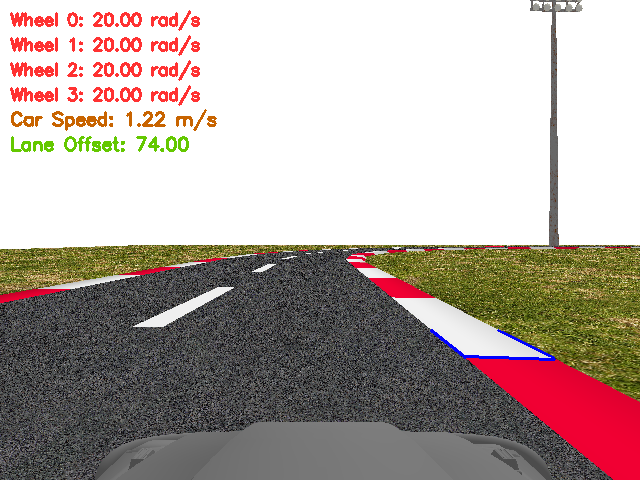 Wheel 0: 20.00 rad/s
Wheel 1: 20.00 rad/s
Wheel 2: 20.00 rad/s
Wheel 3: 20.00 rad/s
Car Speed: 1.22 m/s
Lane Offset: 74.00